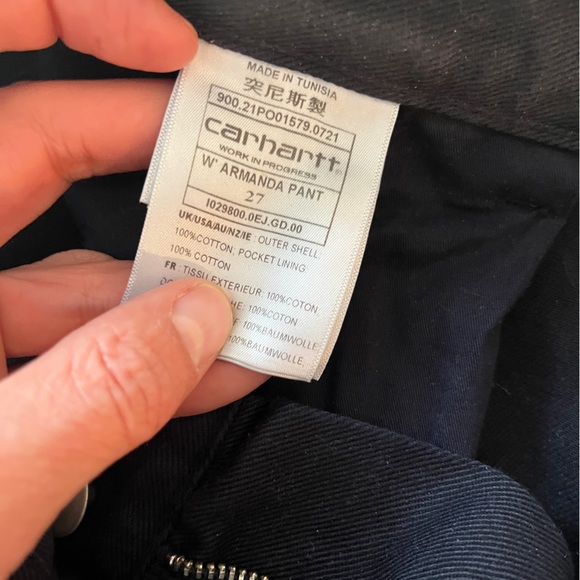 MADE IN TUNISIA
突尼斯製
900.21PO01579.0721
carhartt
WORK IN PROGRESS
W' ARMANDA PANT
27
I029800.0EJ.GD.00
UK/USA/AU/NZ/IE : OUTER SHELL:
100%COTTON; POCKET LINING:
100% COTTON
FR : TISSU EXTERIEUR: 100%COTON;
100%COTON
100%BAUMWOLLE;
100%BAUMWOLLE;